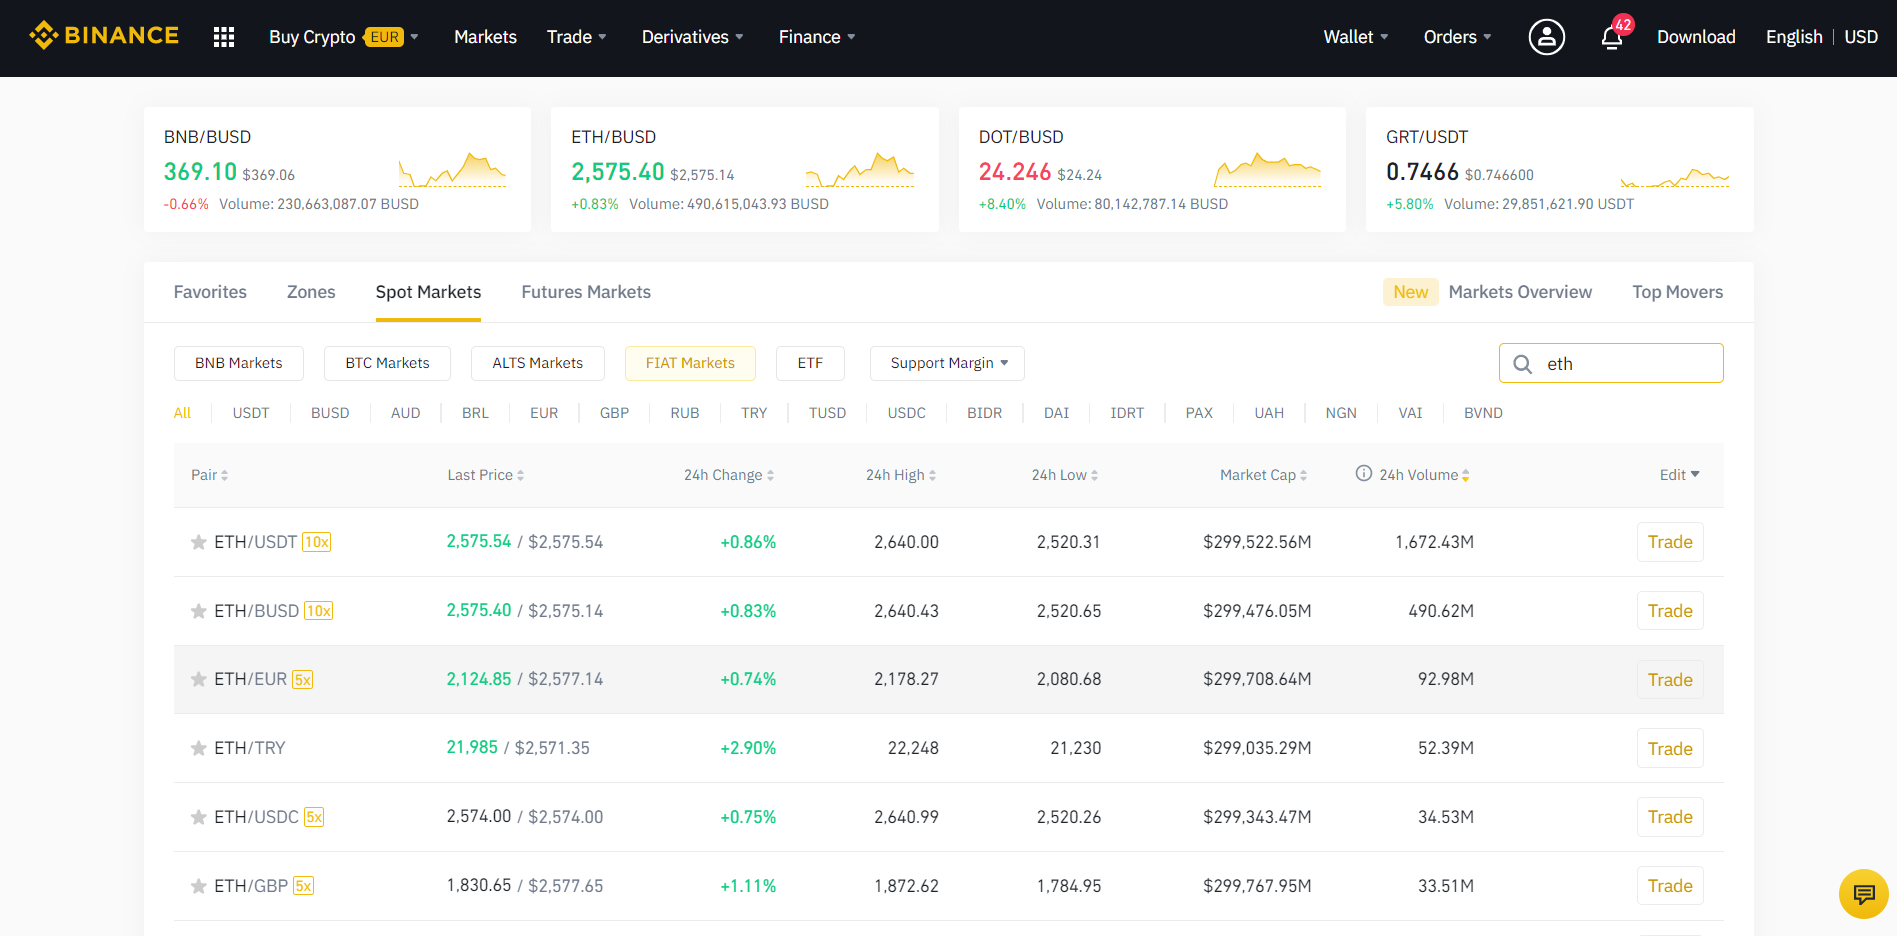 BINANCE Buy Crypto EUR Markets Trade Derivatives Finance Wallet Orders 42 Download English USD
BNB/BUSD
369.10 $369.06
-0.66% Volume: 230,663,087.07 BUSD
ETH/BUSD
2,575.40 $2,575.14
+0.83% Volume: 490,615,043.93 BUSD
DOT/BUSD
24.246 $24.24
+8.40% Volume: 80,142,787.14 BUSD
GRT/USDT
0.7466 $0.746600
+5.80% Volume: 29,851,621.90 USDT
Favorites Zones Spot Markets Futures Markets New Markets Overview Top Movers
BNB Markets BTC Markets ALTS Markets FIAT Markets ETF Support Margin eth
All USDT BUSD AUD BRL EUR GBP RUB TRY TUSD USDC BIDR DAI IDRT PAX UAH NGN VAI BVND
Pair Last Price 24h Change 24h High 24h Low Market Cap 24h Volume Edit
ETH/USDT 10x 2,575.54 / $2,575.54 +0.86% 2,640.00 2,520.31 $299,522.56M 1,672.43M Trade
ETH/BUSD 10x 2,575.40 / $2,575.14 +0.83% 2,640.43 2,520.65 $299,476.05M 490.62M Trade
ETH/EUR 5x 2,124.85 / $2,577.14 +0.74% 2,178.27 2,080.68 $299,708.64M 92.98M Trade
ETH/TRY 21,985 / $2,571.35 +2.90% 22,248 21,230 $299,035.29M 52.39M Trade
ETH/USDC 5x 2,574.00 / $2,574.00 +0.75% 2,640.99 2,520.26 $299,343.47M 34.53M Trade
ETH/GBP 5x 1,830.65 / $2,577.65 +1.11% 1,872.62 1,784.95 $299,767.95M 33.51M Trade